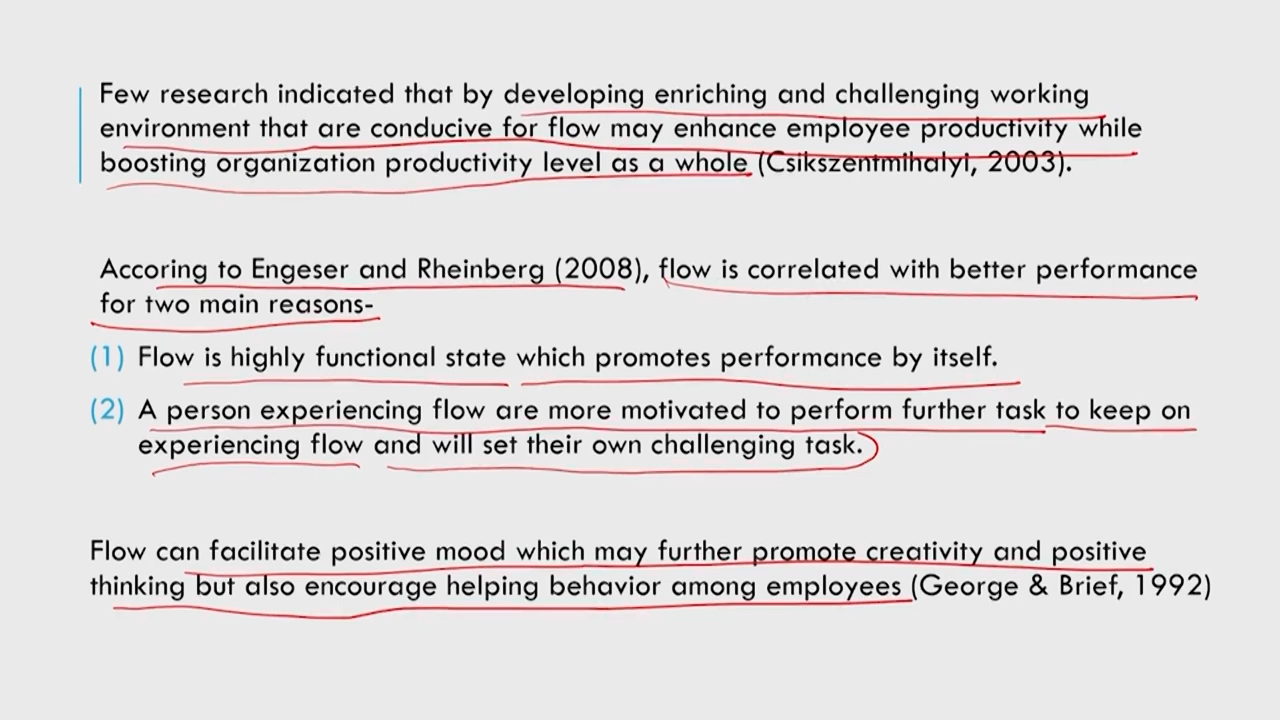 Few research indicated that by developing enriching and challenging working
environment that are conducive for flow may enhance employee productivity while
boosting organization productivity level as a whole (Csikszentmihalyi, 2003).
Accoring to Engeser and Rheinberg (2008), flow is correlated with better performance
for two main reasons-
(1) Flow is highly functional state which promotes performance by itself.
(2) A person experiencing flow are more motivated to perform further task to keep on
experiencing flow and will set their own challenging task.
Flow can facilitate positive mood which may further promote creativity and positive
thinking but also encourage helping behavior among employees (George & Brief, 1992)